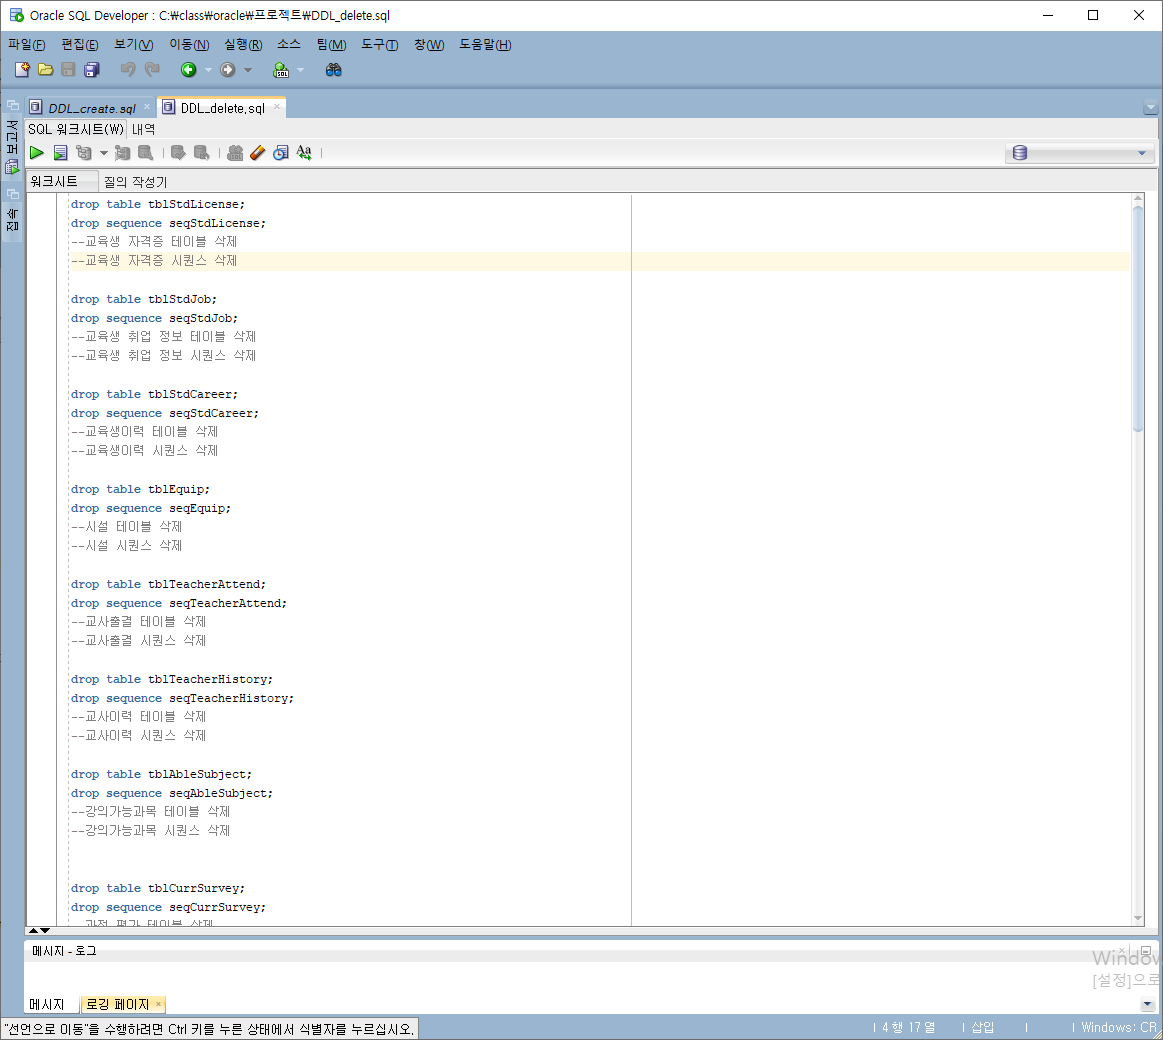 Oracle SQL Developer : C:\class\oracle\프로젝트\DDL_delete.sql
파일(F) 편집(E) 보기(V) 이동(N) 실행(R) 소스 팀(M) 도구(T) 창(W) 도움말(H)
DDL_create.sql DDL_delete.sql
보고서
접속
SQL 워크시트(W) 내역
워크시트 질의 작성기
drop table tblStdLicense;
drop sequence seqStdLicense;
--교육생 자격증 테이블 삭제
--교육생 자격증 시퀀스 삭제
drop table tblStdJob;
drop sequence seqStdJob;
--교육생 취업 정보 테이블 삭제
--교육생 취업 정보 시퀀스 삭제
drop table tblStdCareer;
drop sequence seqStdCareer;
--교육생이력 테이블 삭제
--교육생이력 시퀀스 삭제
drop table tblEquip;
drop sequence seqEquip;
--시설 테이블 삭제
--시설 시퀀스 삭제
drop table tblTeacherAttend;
drop sequence seqTeacherAttend;
--교사출결 테이블 삭제
--교사출결 시퀀스 삭제
drop table tblTeacherHistory;
drop sequence seqTeacherHistory;
--교사이력 테이블 삭제
--교사이력 시퀀스 삭제
drop table tblAbleSubject;
drop sequence seqAbleSubject;
--강의가능과목 테이블 삭제
--강의가능과목 시퀀스 삭제
drop table tblCurrSurvey;
drop sequence seqCurrSurvey;
--과정 평가 테이블 삭제
메시지 - 로그
Window
[설정]으로
메시지 로깅 페이지
"선언으로 이동"을 수행하려면 Ctrl 키를 누른 상태에서 식별자를 누르십시오.
4 행 17 열 삽입 Windows: CR